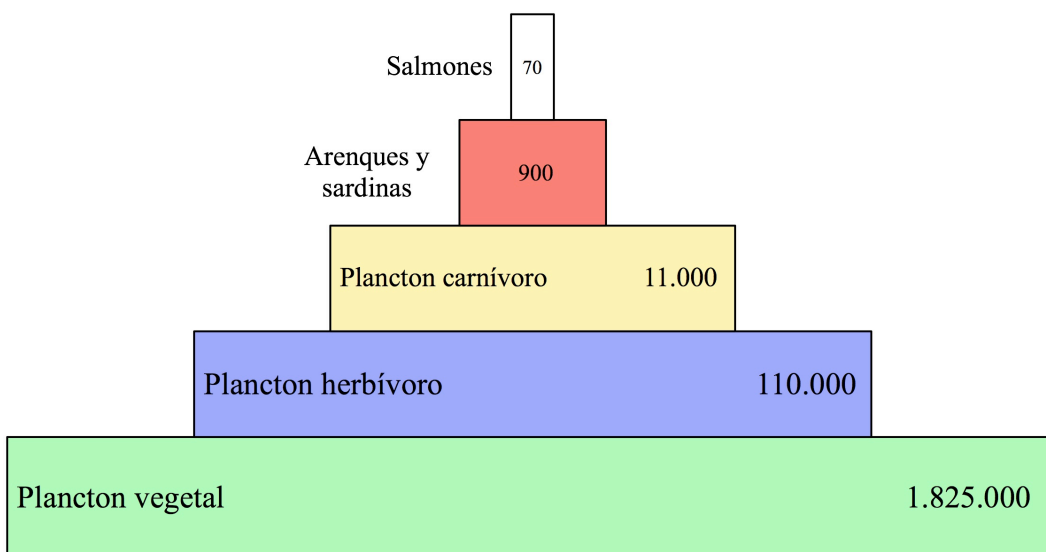 Salmones 70
Arenques y
sardinas 900
Plancton carnívoro 11.000
Plancton herbívoro 110.000
Plancton vegetal 1.825.000